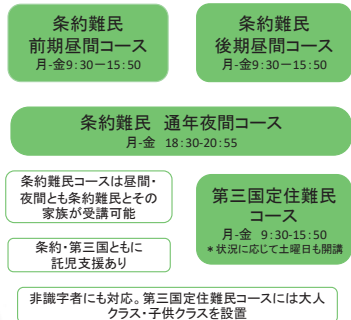 条約難民
前期昼間コース
月-金9:30－15:50
条約難民
後期昼間コース
月-金9:30－15:50
条約難民 通年夜間コース
月-金 18:30-20:55
条約難民コースは昼間・
夜間とも条約難民とその
家族が受講可能
条約・第三国ともに
託児支援あり
第三国定住難民
コース
月-金 9:30-15:50
＊状況に応じて土曜日も開講
非識字者にも対応。第三国定住難民コースには大人
クラス・子供クラスを設置